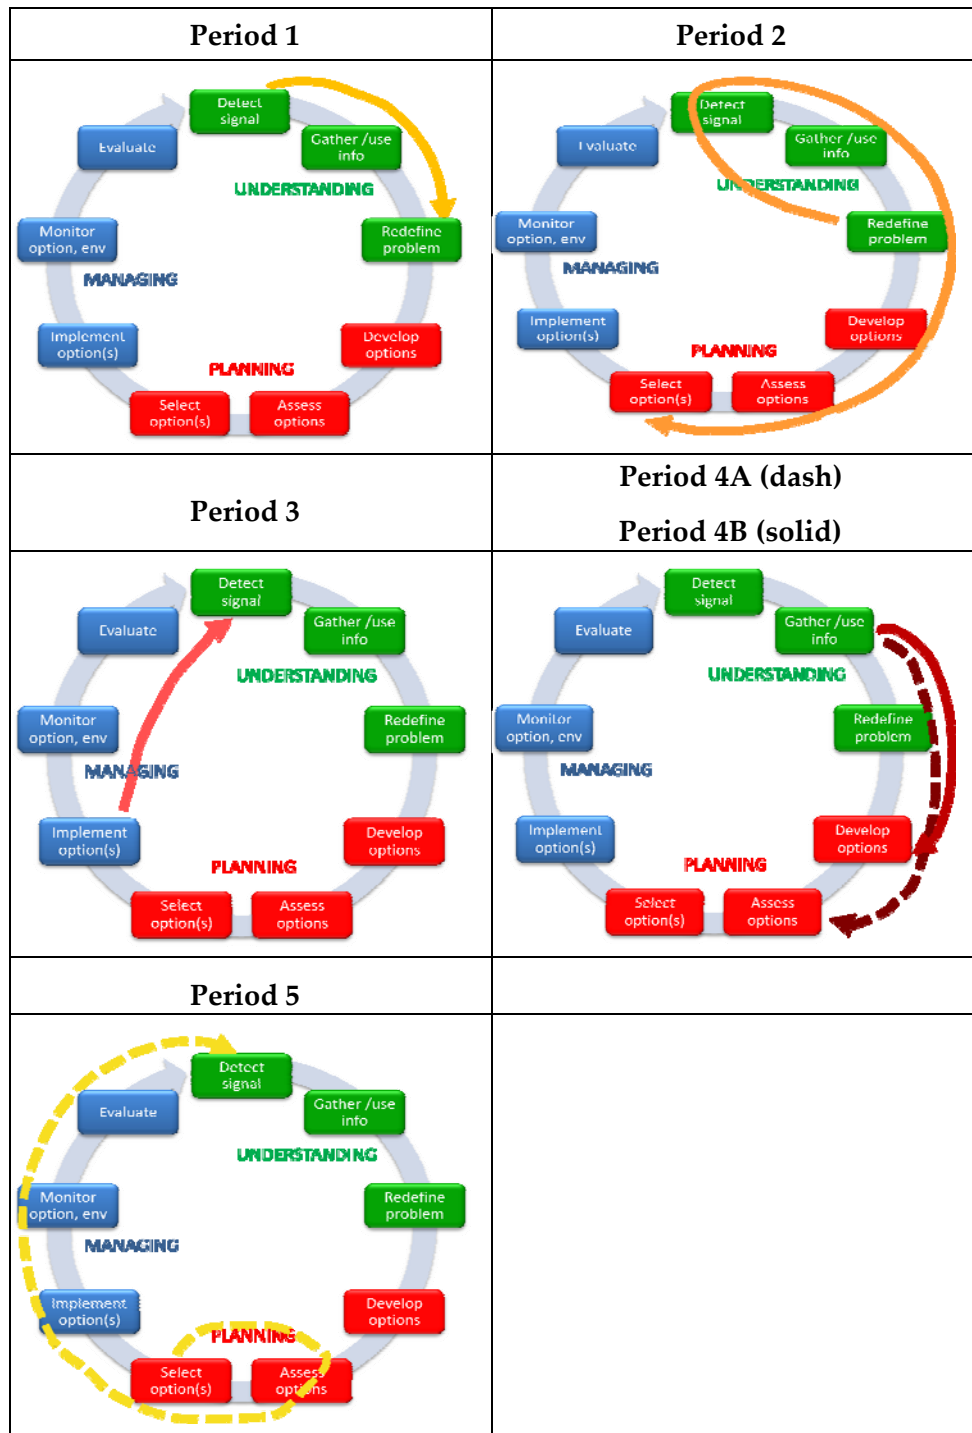 Period 1
Detect
signal
Gather /use
info
Evaluate
UNDERSTANDING
Monitor
option, env
Redefine
problem
MANAGING
Implement
option(s)
Develop
options
PLANNING
Select
option(s)
Assess
options
Period 2
Detect
signal
Gather /use
info
Evaluate
UNDERSTANDING
Monitor
option, env
Redefine
problem
MANAGING
Implement
option(s)
Develop
options
PLANNING
Select
option(s)
Assess
options
Period 3
Detect
signal
Gather /use
info
Evaluate
UNDERSTANDING
Monitor
option, env
Redefine
problem
MANAGING
Implement
option(s)
Develop
options
PLANNING
Select
option(s)
Assess
options
Period 4A (dash)
Period 4B (solid)
Detect
signal
Gather /use
info
Evaluate
UNDERSTANDING
Monitor
option, env
Redefine
problem
MANAGING
Implement
option(s)
Develop
options
PLANNING
Select
option(s)
Assess
options
Period 5
Detect
signal
Gather /use
info
Evaluate
UNDERSTANDING
Monitor
option, env
Redefine
problem
MANAGING
Implement
option(s)
Develop
options
PLANNING
Select
option(s)
Assess
options